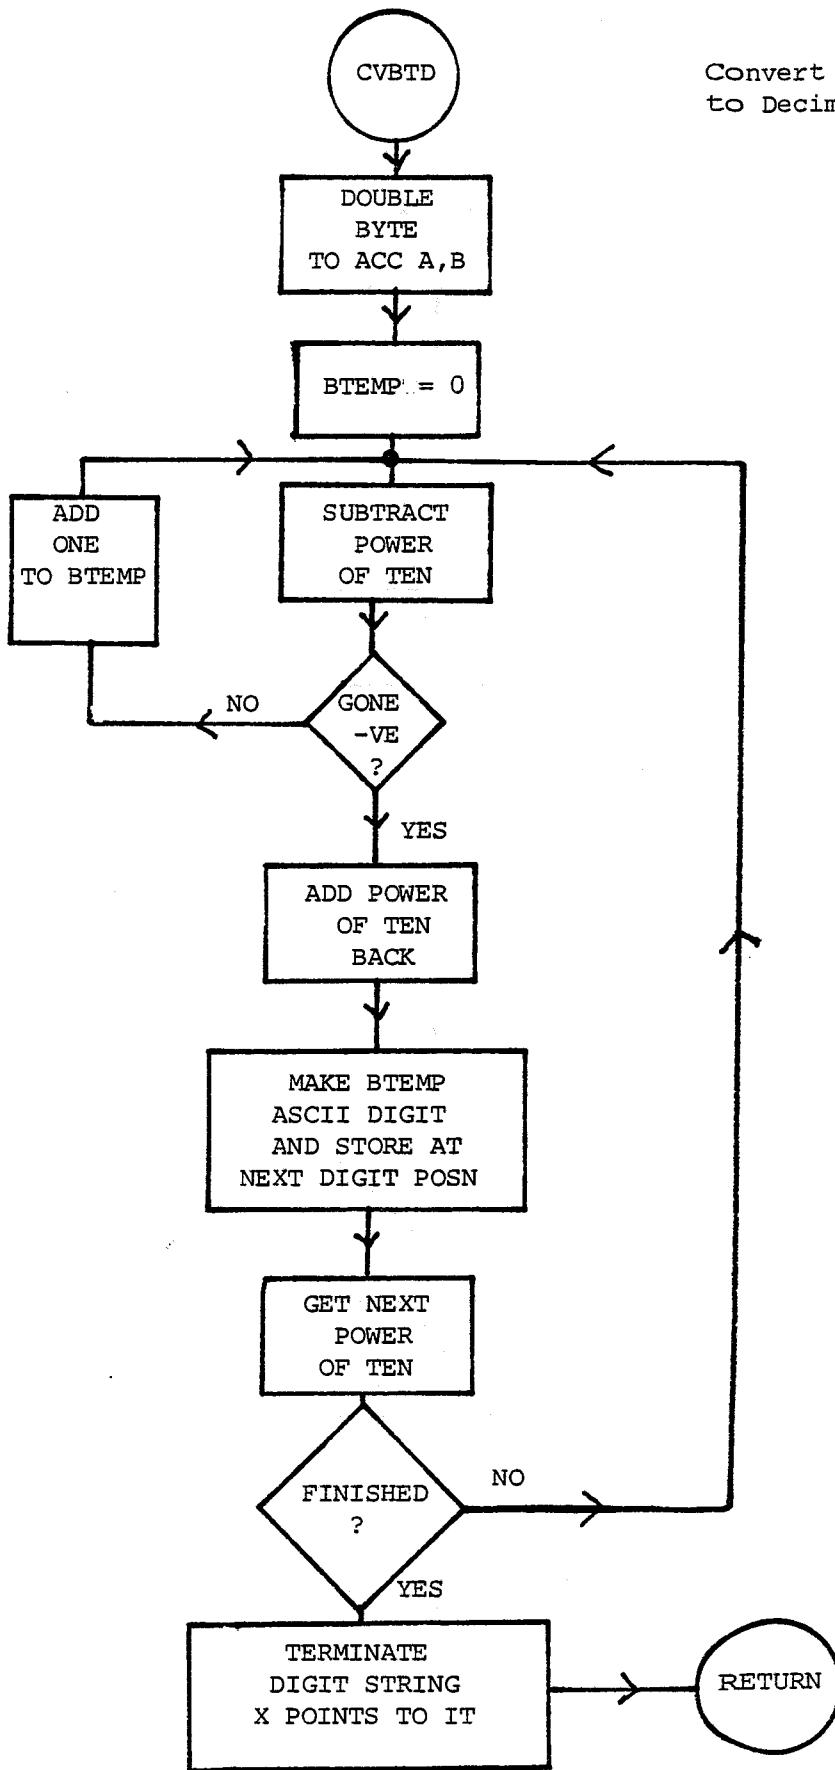 CVBTD
Convert
to Decim
DOUBLE
BYTE
TO ACC A,B
BTEMP = 0
ADD
ONE
TO BTEMP
SUBTRACT
POWER
OF TEN
NO
GONE
-VE
?
YES
ADD POWER
OF TEN
BACK
MAKE BTEMP
ASCII DIGIT
AND STORE AT
NEXT DIGIT POSN
GET NEXT
POWER
OF TEN
NO
FINISHED
?
YES
TERMINATE
DIGIT STRING
X POINTS TO IT
RETURN